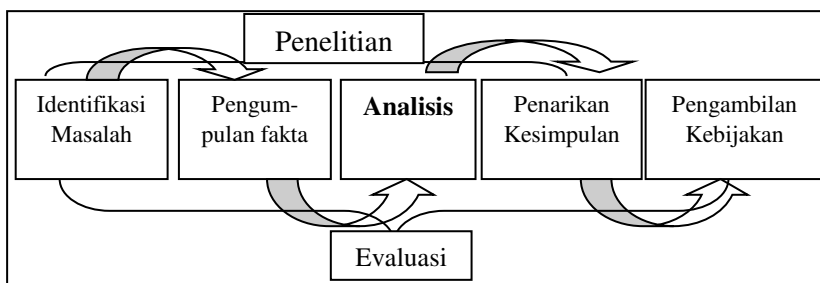 Penelitian
Identifikasi
Masalah
Pengum-
pulan fakta
Analisis
Penarikan
Kesimpulan
Pengambilan
Kebijakan
Evaluasi